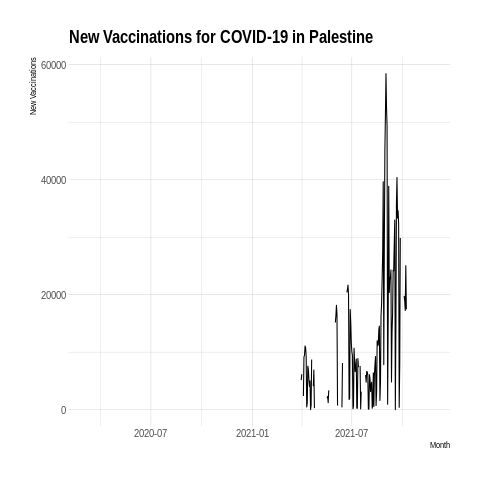 New Vaccinations for COVID-19 in Palestine
New Vaccinations
60000
40000
20000
0
2020-07
2021-01
2021-07
Month